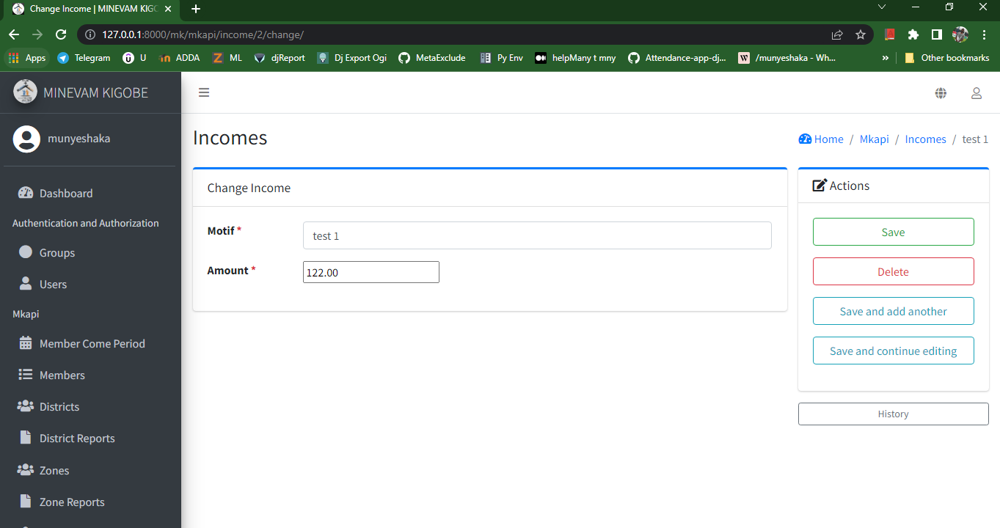 Change Income | MINEVAM KIG
127.0.0.1:8000/mk/mkapi/income/2/change/
Apps Telegram U ADDA ML djReport Dj Export Ogi MetaExclude Py Env helpMany t mny Attendance-app-dj... /munyeshaka - Wh... » Other bookmarks
MINEVAM KIGOBE
munyeshaka
Dashboard
Authentication and Authorization
Groups
Users
Mkapi
Member Come Period
Members
Districts
District Reports
Zones
Zone Reports
Incomes
Home / Mkapi / Incomes / test 1
Change Income
Motif *
test 1
Amount *
122.00
Actions
Save
Delete
Save and add another
Save and continue editing
History